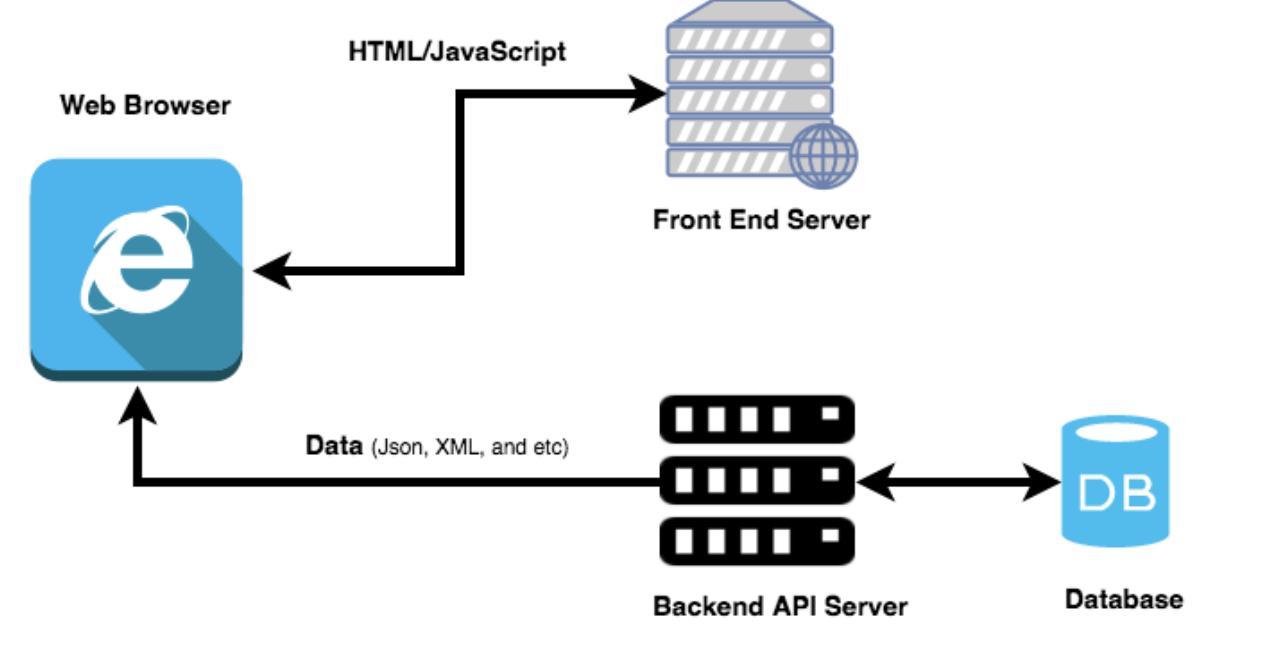 HTML/JavaScript
Web Browser
Front End Server
Data (Json, XML, and etc)
DB
Backend API Server
Database